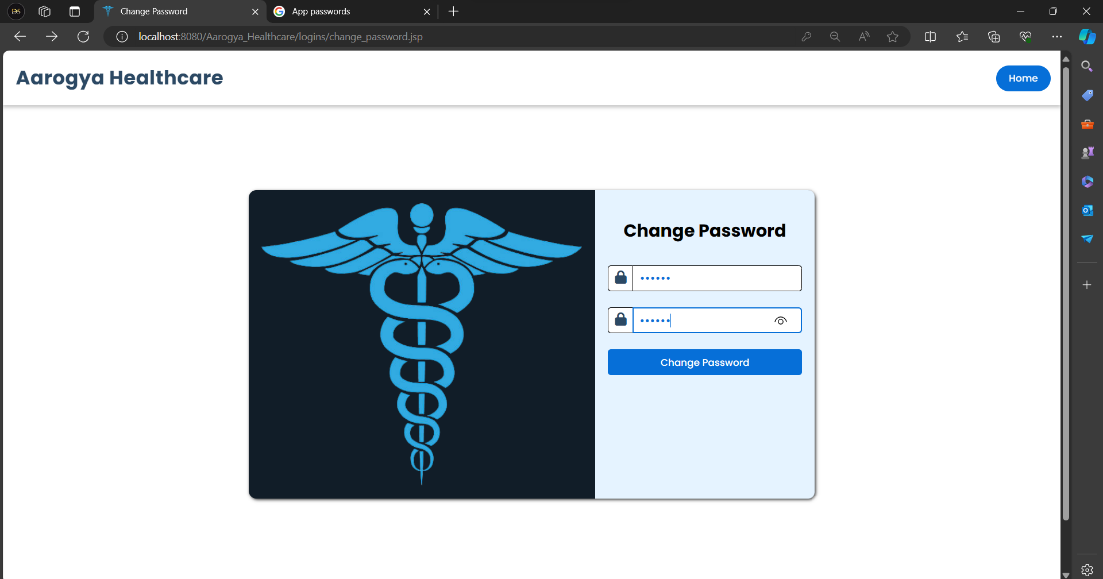 Change Password
App passwords
localhost:8080/Aarogya_Healthcare/logins/change_password.jsp
Aarogya Healthcare
Home
Change Password
Change Password